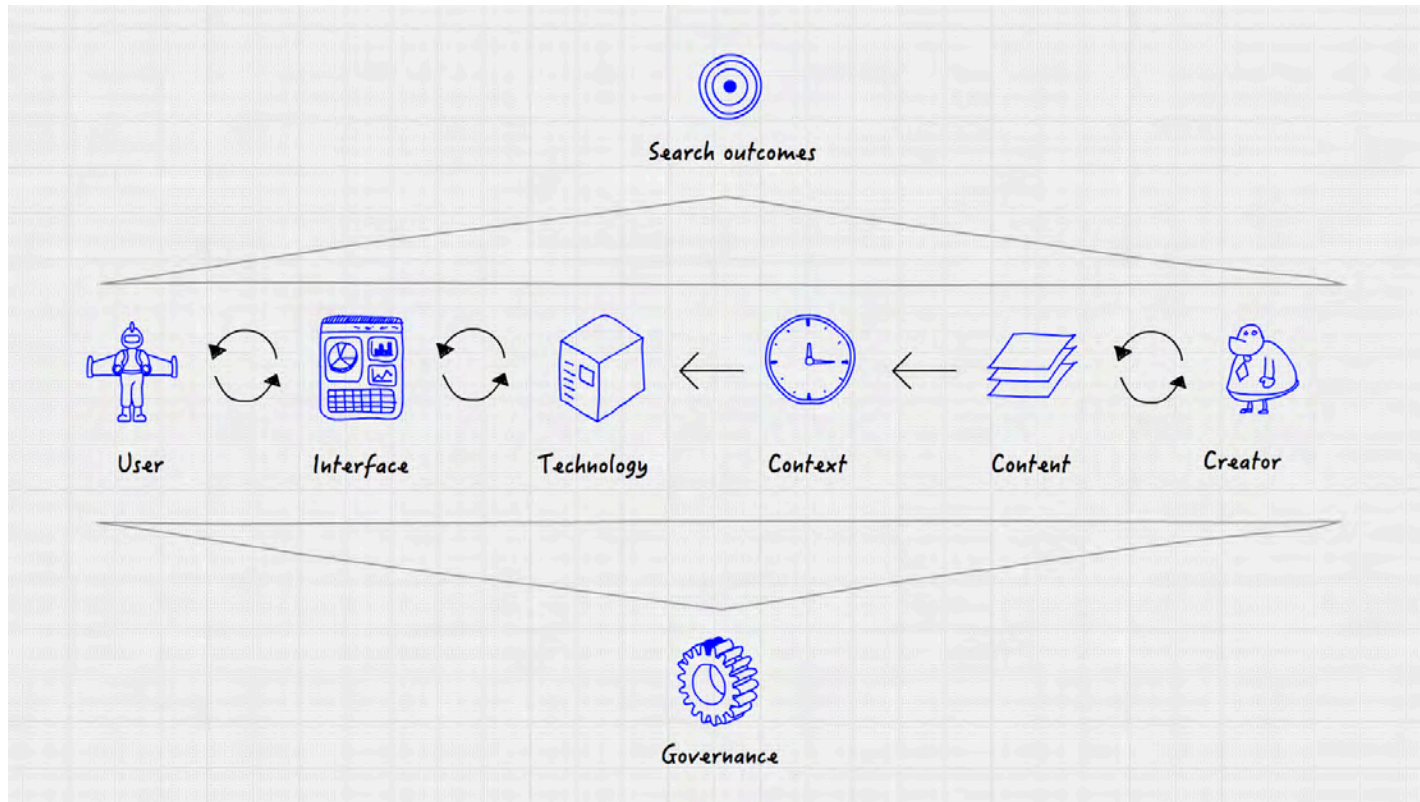 Search outcomes
User
Interface
Technology
Context
Content
Creator
Governance